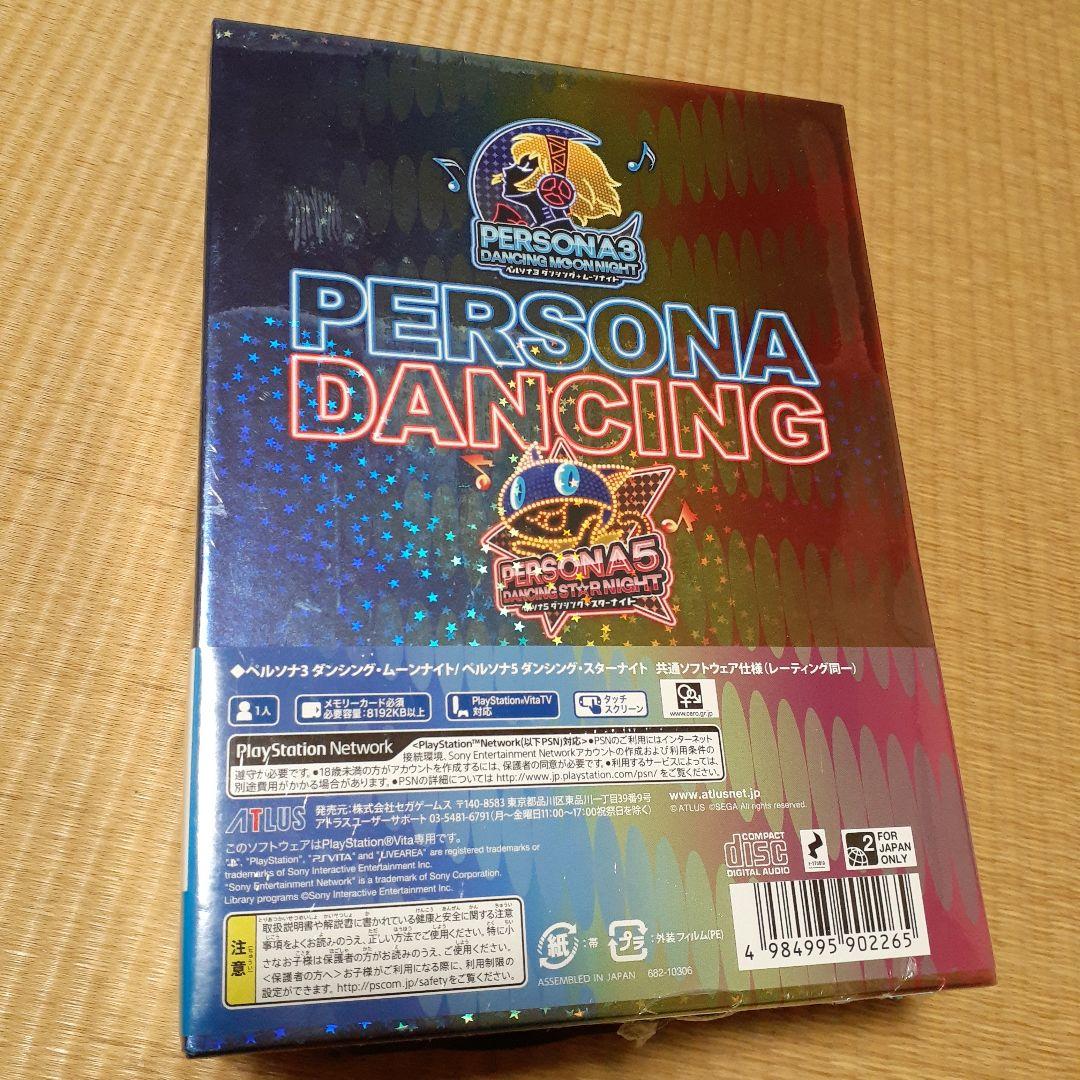 PERSONA3
DANCING MOON NIGHT
ペルソナ3 ダンシング・ムーンナイト
PERSONA
DANCING
PERSONA5
DANCING ST☆R NIGHT
ペルソナ5 ダンシング・スターナイト
◆ペルソナ3 ダンシング・ムーンナイト/ ペルソナ5 ダンシング・スターナイト 共通ソフトウェア仕様(レーティング同一)
1人
メモリーカード必須
必要容量:8192KB以上
PlayStation®VitaTV
対応
タッチ
スクリーン
www.cero.gr.jp
PlayStation Network
<PlayStation™Network(以下PSN)対応>●PSNのご利用にはインターネット
接続環境、Sony Entertainment Networkアカウントの作成および利用条件の
遵守が必要です。●18歳未満の方がアカウントを作成するには、保護者の同意が必要です。●利用するサービスによっては、
別途費用がかかる場合があります。●PSNの詳細については http://www.jp.playstation.com/psn/ をご覧ください。
ATLUS
発売元:株式会社セガゲームス 〒140-8583 東京都品川区東品川一丁目39番9号
アトラスユーザーサポート 03-5481-6791(月～金曜日11:00～17:00祝祭日を除く)
www.atlusnet.jp
© ATLUS ©SEGA All rights reserved.
このソフトウェアはPlayStation®Vita専用です。
", "PlayStation", "PSVITA" and "LIVEAREA" are registered trademarks or
trademarks of Sony Interactive Entertainment Inc.
"Sony Entertainment Network" is a trademark of Sony Corporation.
Library programs ©Sony Interactive Entertainment Inc.
COMPACT
disc
DIGITAL AUDIO
2
FOR
JAPAN
ONLY
注意
取扱説明書や解説書に書かれている健康と安全に関する注意
事項をよくお読みのうえ、正しい方法でご使用ください。特に小
さなお子様は保護者の方がお読みのうえ、ご使用ください。
<保護者の方へ> お子様がご利用になる際に、利用制限の
設定ができます。http://pscom.jp/safetyをご覧ください。
紙
:帯
プラ
:外装フィルム(PE)
ASSEMBLED IN JAPAN 682-10306
4 984995 902265